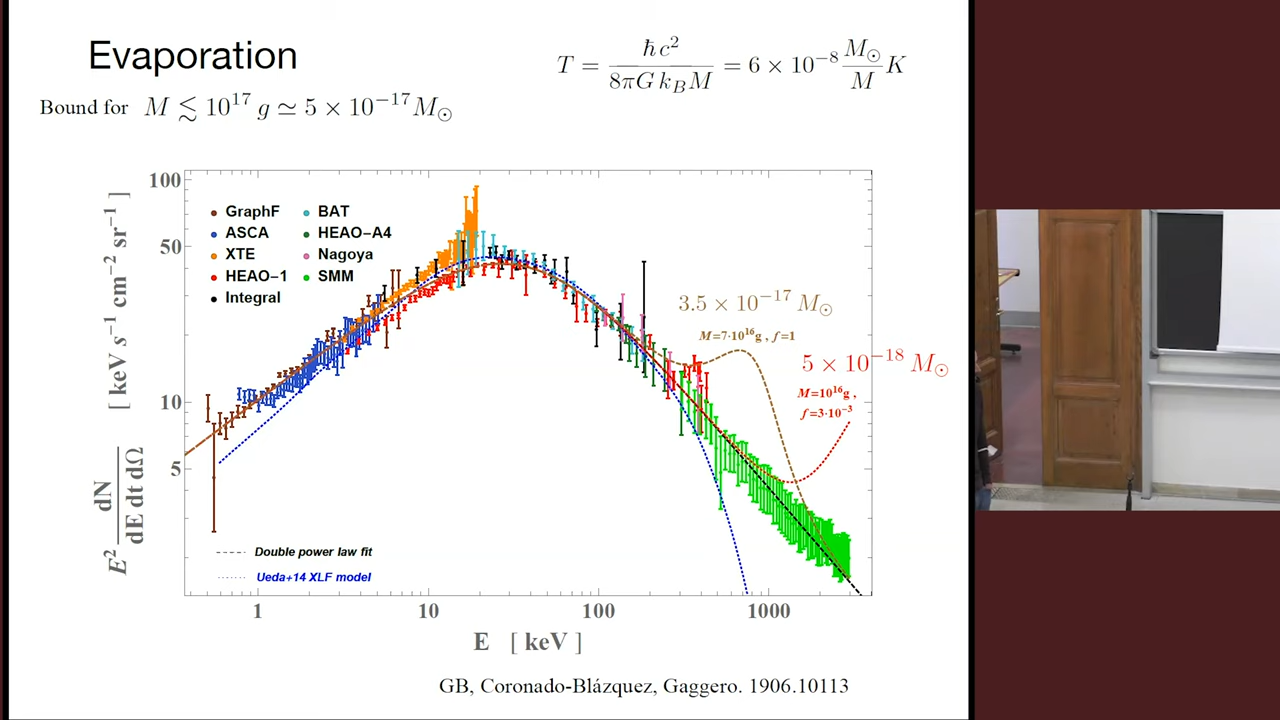 Evaporation
T = ħc² / 8πG k_B M = 6 × 10⁻⁸ M⊙/M K
Bound for M ≲ 10¹⁷ g ≃ 5 × 10⁻¹⁷ M⊙
E² dN / dE dt dΩ [ keV s⁻¹ cm⁻² sr⁻¹ ]
100
50
10
5
GraphF
ASCA
XTE
HEAO-1
Integral
BAT
HEAO-A4
Nagoya
SMM
3.5 × 10⁻¹⁷ M⊙
M=7·10¹⁶g , f=1
5 × 10⁻¹⁸ M⊙
M=10¹⁶g ,
f=3·10⁻³
Double power law fit
Ueda+14 XLF model
1 10 100 1000
E [ keV ]
GB, Coronado-Blázquez, Gaggero. 1906.10113